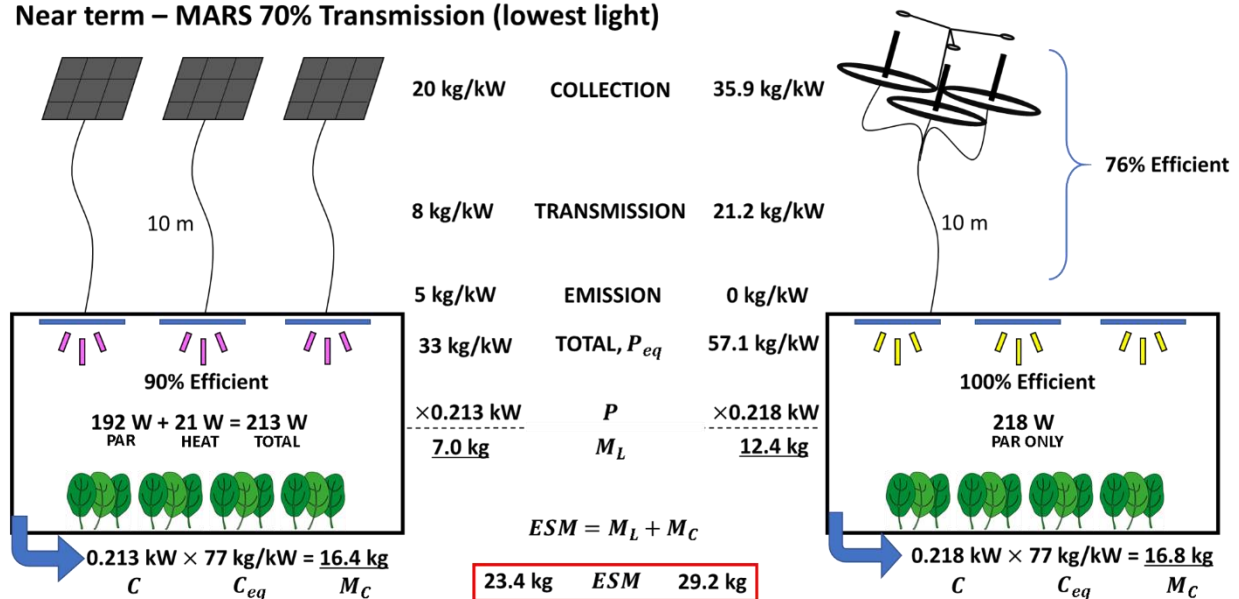 Near term – MARS 70% Transmission (lowest light)
20 kg/kW COLLECTION 35.9 kg/kW
76% Efficient
8 kg/kW TRANSMISSION 21.2 kg/kW
10 m
10 m
5 kg/kW EMISSION 0 kg/kW
33 kg/kW TOTAL, P_eq 57.1 kg/kW
90% Efficient
100% Efficient
192 W + 21 W = 213 W
PAR HEAT TOTAL
×0.213 kW P ×0.218 kW
7.0 kg M_L 12.4 kg
218 W
PAR ONLY
ESM = M_L + M_C
0.213 kW × 77 kg/kW = 16.4 kg
C C_eq M_C
23.4 kg ESM 29.2 kg
0.218 kW × 77 kg/kW = 16.8 kg
C C_eq M_C